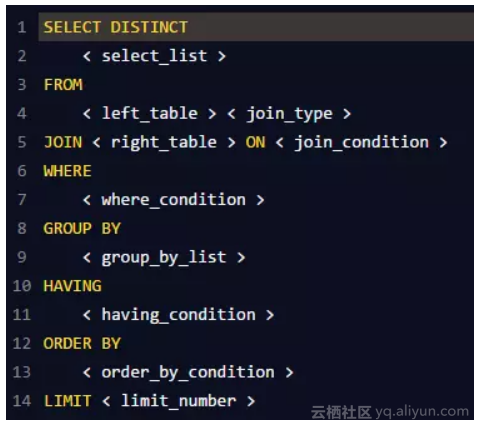 1 SELECT DISTINCT
2 < select_list >
3 FROM
4 < left_table > < join_type >
5 JOIN < right_table > ON < join_condition >
6 WHERE
7 < where_condition >
8 GROUP BY
9 < group_by_list >
10 HAVING
11 < having_condition >
12 ORDER BY
13 < order_by_condition >
14 LIMIT < limit_number >
云栖社区 yq.aliyun.com